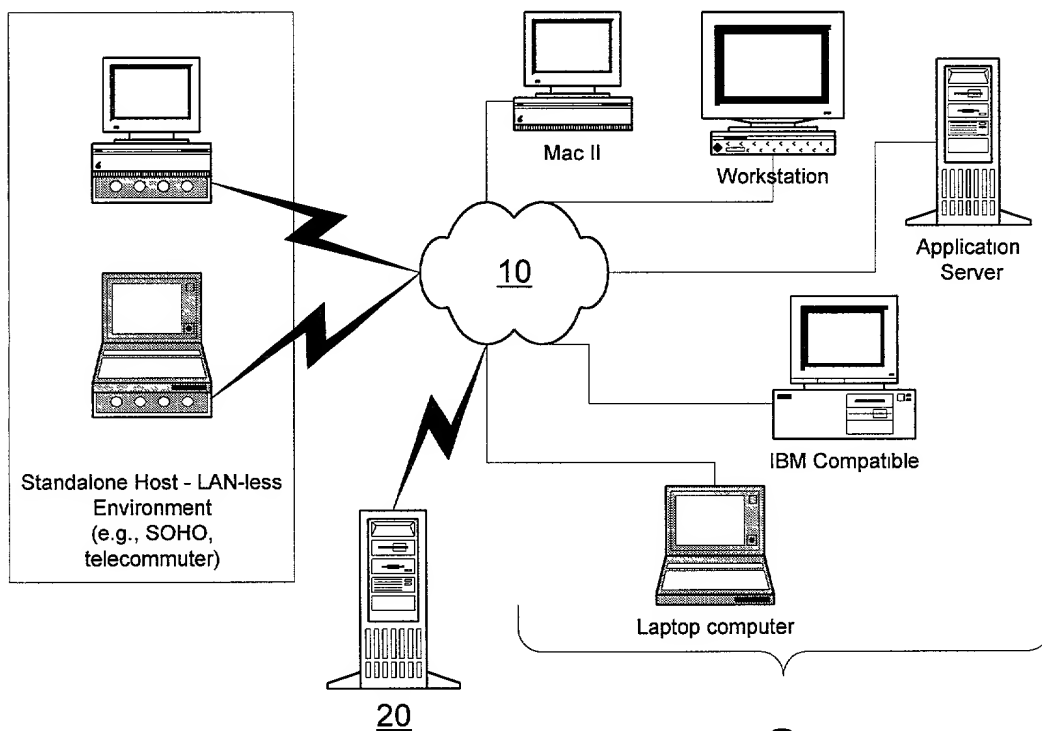 Mac II
Workstation
Application
Server
10
IBM Compatible
Standalone Host - LAN-less
Environment
(e.g., SOHO,
telecommuter)
Laptop computer
20